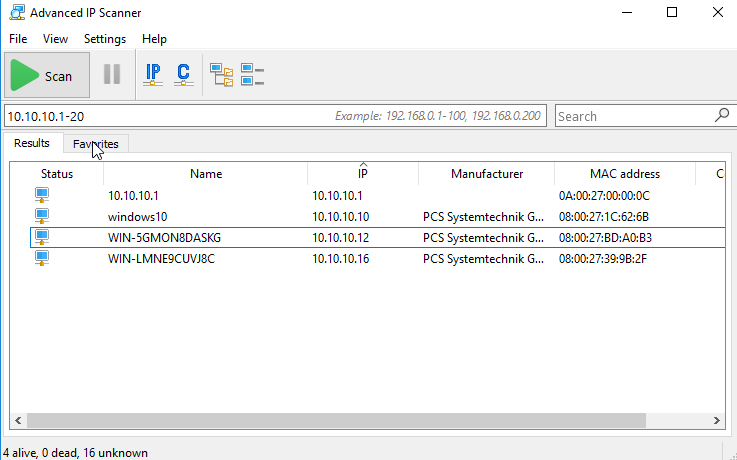 Advanced IP Scanner
File View Settings Help
Scan IP C
10.10.10.1-20 Example: 192.168.0.1-100, 192.168.0.200 Search
Results Favorites
Status Name IP Manufacturer MAC address C
10.10.10.1 10.10.10.1 0A:00:27:00:00:0C
windows10 10.10.10.10 PCS Systemtechnik G... 08:00:27:1C:62:6B
WIN-5GMON8DASKG 10.10.10.12 PCS Systemtechnik G... 08:00:27:BD:A0:B3
WIN-LMNE9CUVJ8C 10.10.10.16 PCS Systemtechnik G... 08:00:27:39:9B:2F
4 alive, 0 dead, 16 unknown